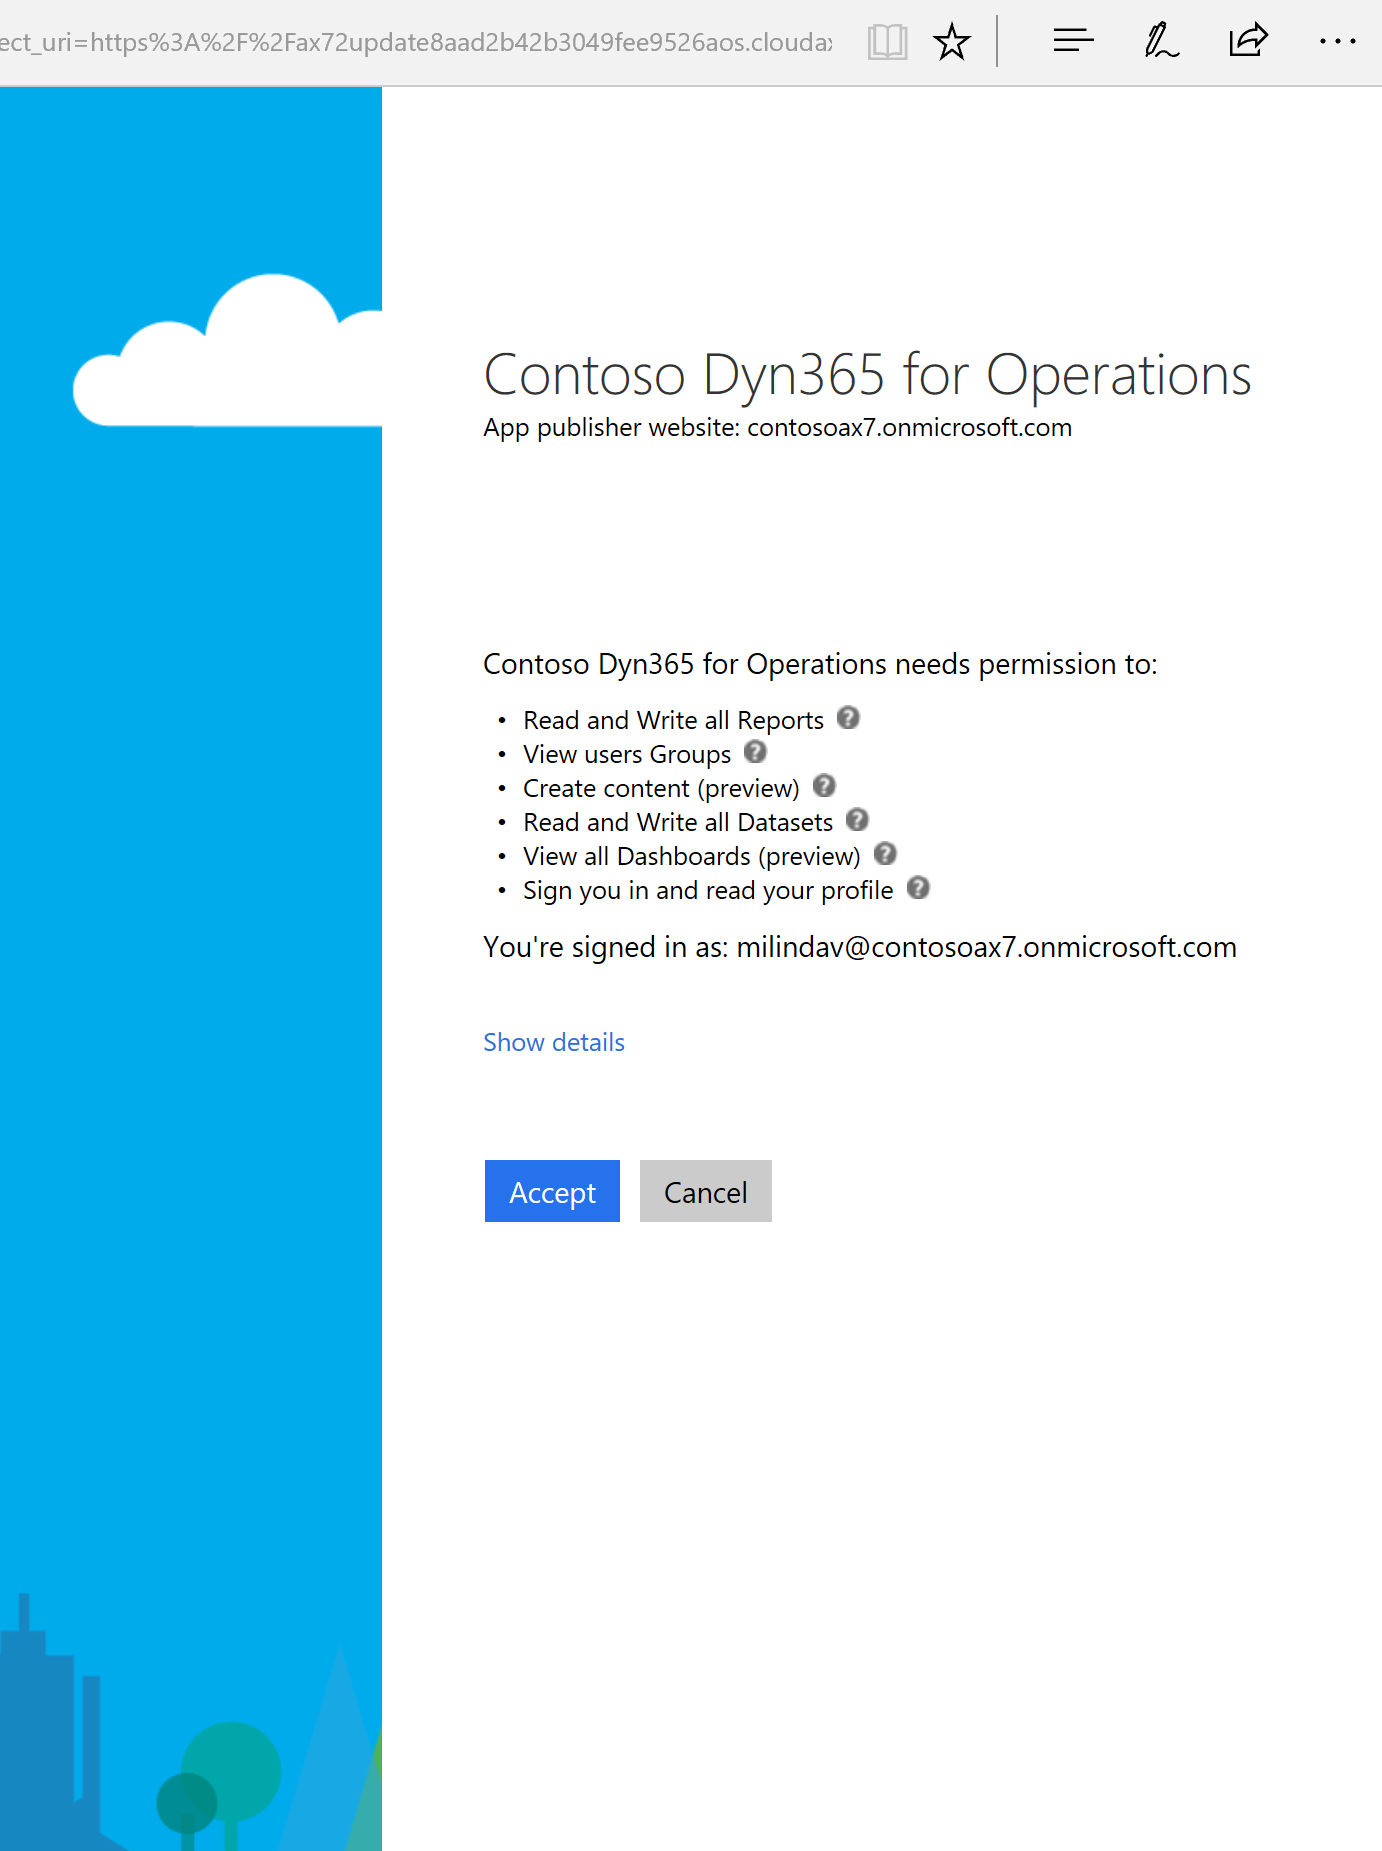 ect_uri=https%3A%2F%2Fax72update8aad2b42b3049fee9526aos.cloudax
Contoso Dyn365 for Operations
App publisher website: contosoax7.onmicrosoft.com
Contoso Dyn365 for Operations needs permission to:
• Read and Write all Reports ?
• View users Groups ?
• Create content (preview) ?
• Read and Write all Datasets ?
• View all Dashboards (preview) ?
• Sign you in and read your profile ?
You're signed in as: milindav@contosoax7.onmicrosoft.com
Show details
Accept Cancel